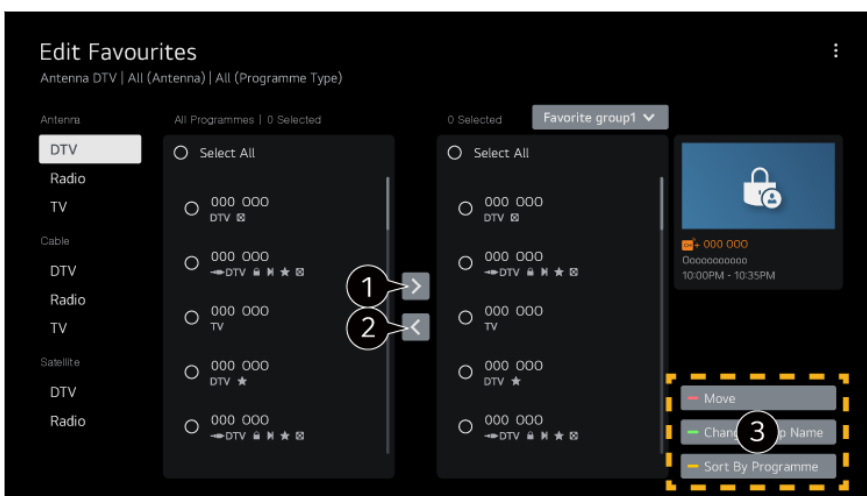 Edit Favourites
Antenna DTV | All (Antenna) | All (Programme Type)
Antenna
DTV
Radio
TV
Cable
DTV
Radio
TV
Satellite
DTV
Radio
All Programmes | 0 Selected
Select All
000 000
DTV
000 000
DTV
000 000
TV
000 000
DTV
000 000
DTV
1
2
0 Selected
Favorite group1
Select All
000 000
DTV
000 000
DTV
000 000
TV
000 000
DTV
000 000
DTV
+ 000 000
Oooooooooo
10:00PM - 10:35PM
Move
3
Sort By Programme